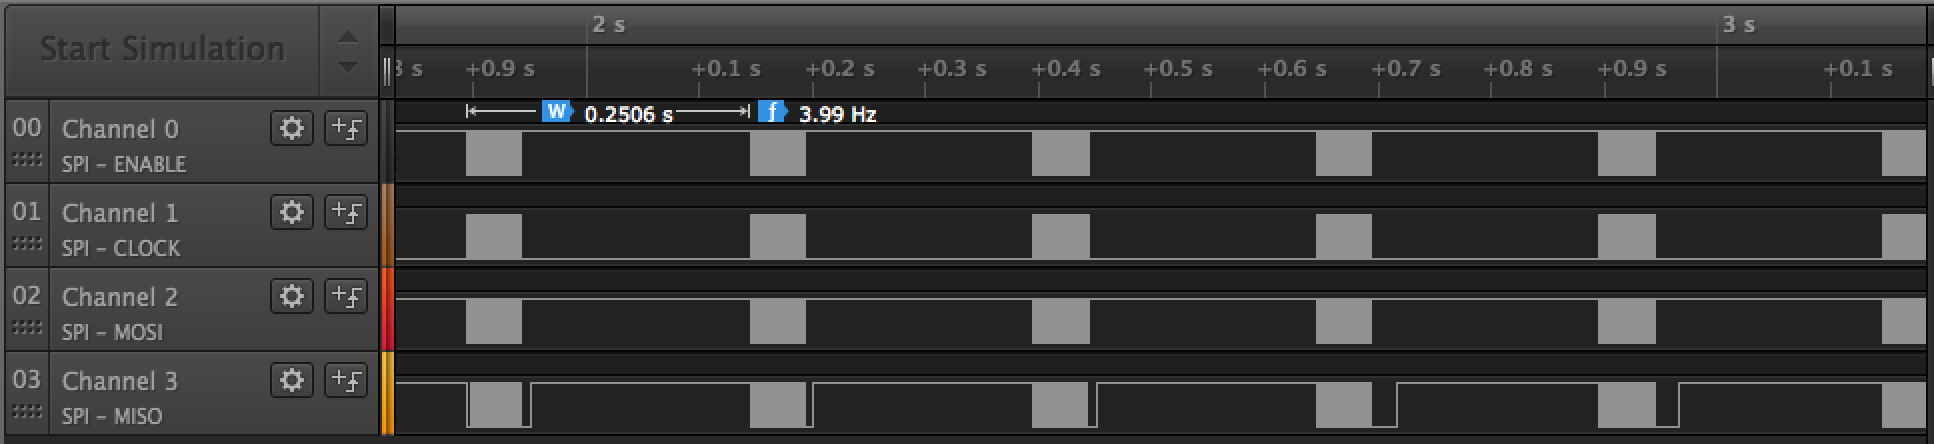 Start Simulation
2 s 3 s
s +0.9 s +0.1 s +0.2 s +0.3 s +0.4 s +0.5 s +0.6 s +0.7 s +0.8 s +0.9 s +0.1 s
W 0.2506 s f 3.99 Hz
00 Channel 0
SPI – ENABLE
01 Channel 1
SPI – CLOCK
02 Channel 2
SPI – MOSI
03 Channel 3
SPI – MISO